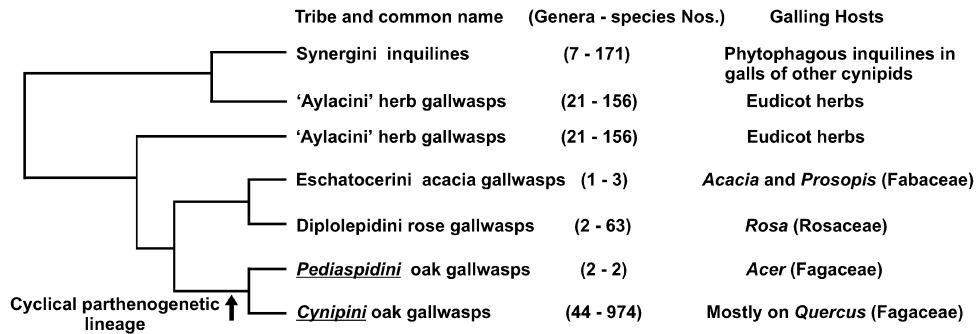 Tribe and common name (Genera - species Nos.) Galling Hosts
Synergini inquilines (7 - 171) Phytophagous inquilines in
galls of other cynipids
‘Aylacini’ herb gallwasps (21 - 156) Eudicot herbs
‘Aylacini’ herb gallwasps (21 - 156) Eudicot herbs
Eschatocerini acacia gallwasps (1 - 3) Acacia and Prosopis (Fabaceae)
Diplolepidini rose gallwasps (2 - 63) Rosa (Rosaceae)
Pediaspidini oak gallwasps (2 - 2) Acer (Fagaceae)
Cyclical parthenogenetic
lineage
Cynipini oak gallwasps (44 - 974) Mostly on Quercus (Fagaceae)